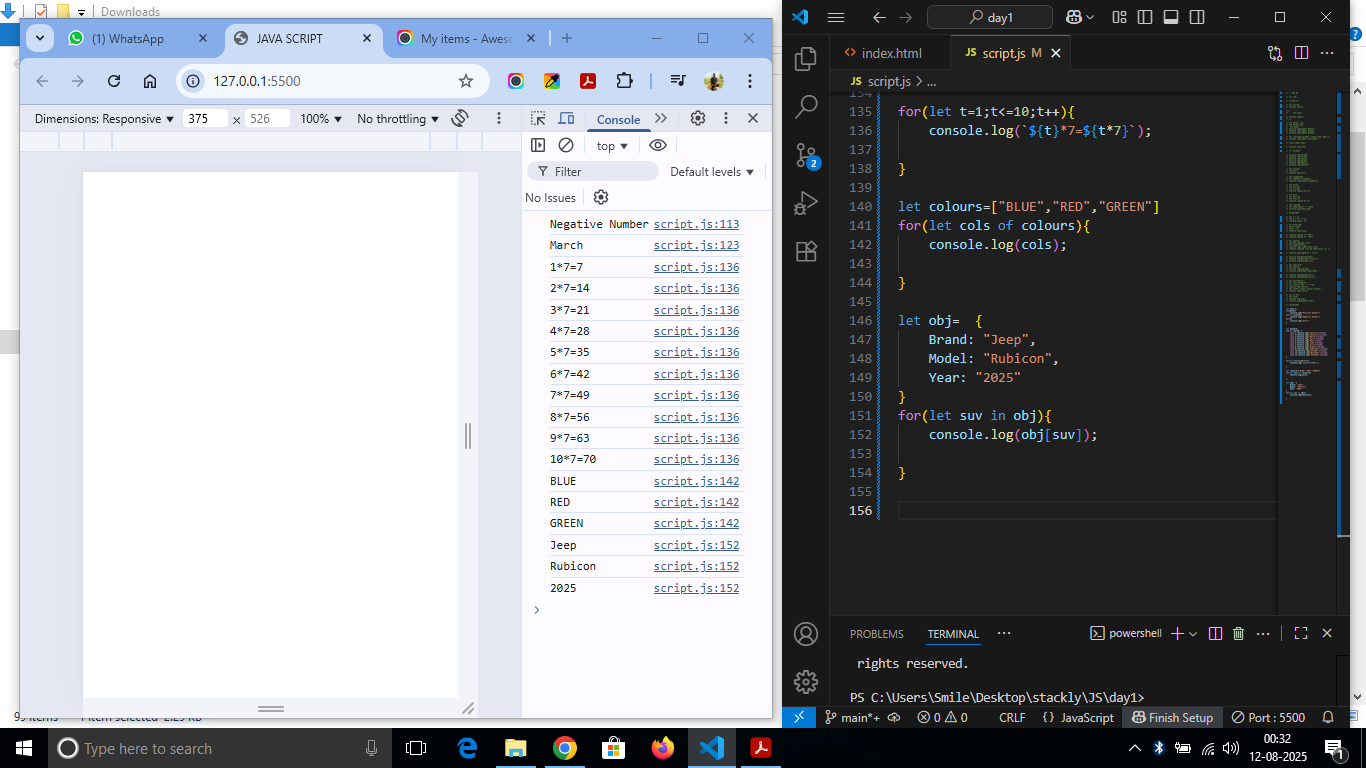 Downloads
(1) WhatsApp
JAVA SCRIPT
My items - Awes
127.0.0.1:5500
Dimensions: Responsive
375 x 526
100%
No throttling
Console
top
Filter
Default levels
No Issues
Negative Number script.js:113
March script.js:123
1*7=7 script.js:136
2*7=14 script.js:136
3*7=21 script.js:136
4*7=28 script.js:136
5*7=35 script.js:136
6*7=42 script.js:136
7*7=49 script.js:136
8*7=56 script.js:136
9*7=63 script.js:136
10*7=70 script.js:136
BLUE script.js:142
RED script.js:142
GREEN script.js:142
Jeep script.js:152
Rubicon script.js:152
2025 script.js:152
day1
index.html
script.js M
JS script.js > ...
2
134
135 for(let t=1;t<=10;t++){
136 console.log(`${t}*7=${t*7}`);
137
138 }
139
140 let colours=["BLUE","RED","GREEN"]
141 for(let cols of colours){
142 console.log(cols);
143
144 }
145
146 let obj=  {
147 Brand: "Jeep",
148 Model: "Rubicon",
149 Year: "2025"
150 }
151 for(let suv in obj){
152 console.log(obj[suv]);
153
154 }
155
156
PROBLEMS TERMINAL ...
powershell
rights reserved.
PS C:\Users\Smile\Desktop\stackly\JS\day1>
main*+ 0 0 CRLF {} JavaScript Finish Setup Port : 5500
Type here to search
00:32
12-08-2025
1